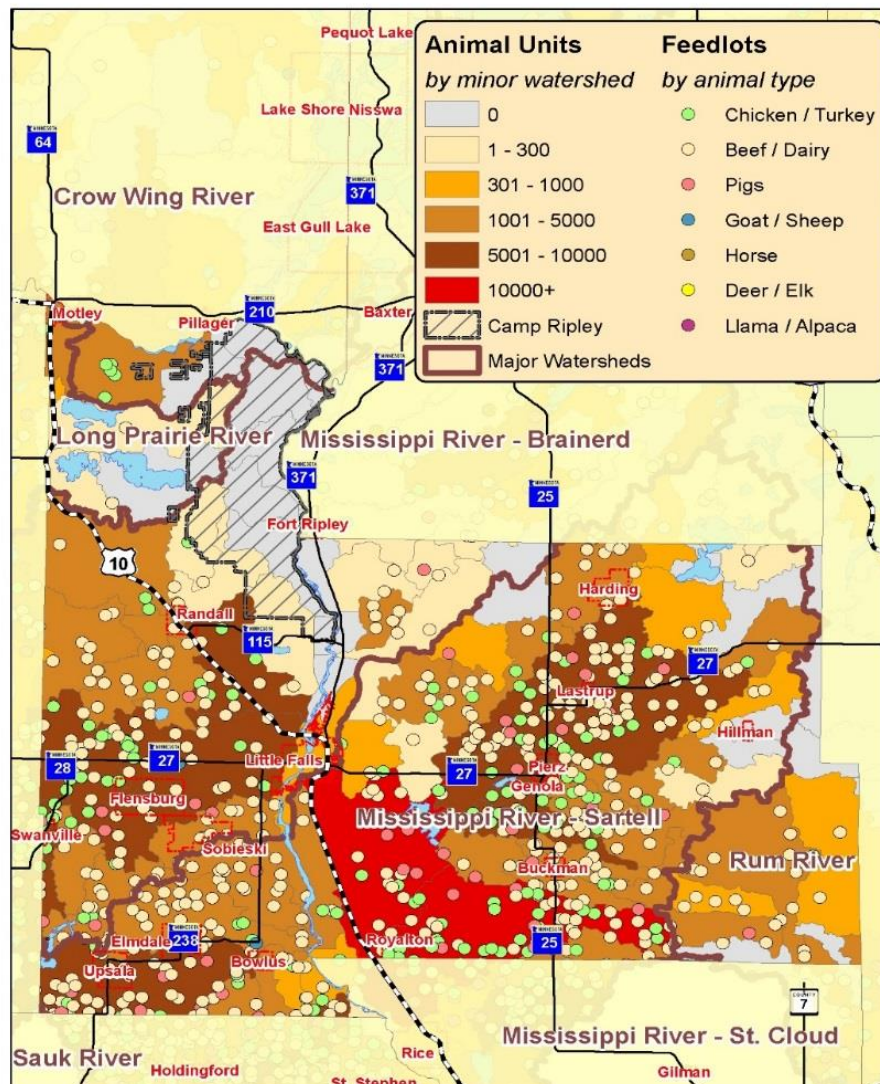 Pequot Lake
Animal Units
by minor watershed
0
1 - 300
301 - 1000
1001 - 5000
5001 - 10000
10000+
Camp Ripley
Major Watersheds
Feedlots
by animal type
Chicken / Turkey
Beef / Dairy
Pigs
Goat / Sheep
Horse
Deer / Elk
Llama / Alpaca
Lake Shore Nisswa
64
371
Crow Wing River
East Gull Lake
Motley
Pillager
210
Baxter
371
Long Prairie River
Mississippi River - Brainerd
371
25
Fort Ripley
10
Harding
Randall
115
27
Lastrup
Hillman
28
27
Little Falls
27
Pierz
Genola
Flensburg
Mississippi River - Sartell
Swanville
Sobieski
Buckman
Rum River
Elmdale
238
Royalton
25
Upsala
Bowlus
COUNTY
7
Mississippi River - St. Cloud
Sauk River
Rice
Holdingford
Gilman
St. Stephen